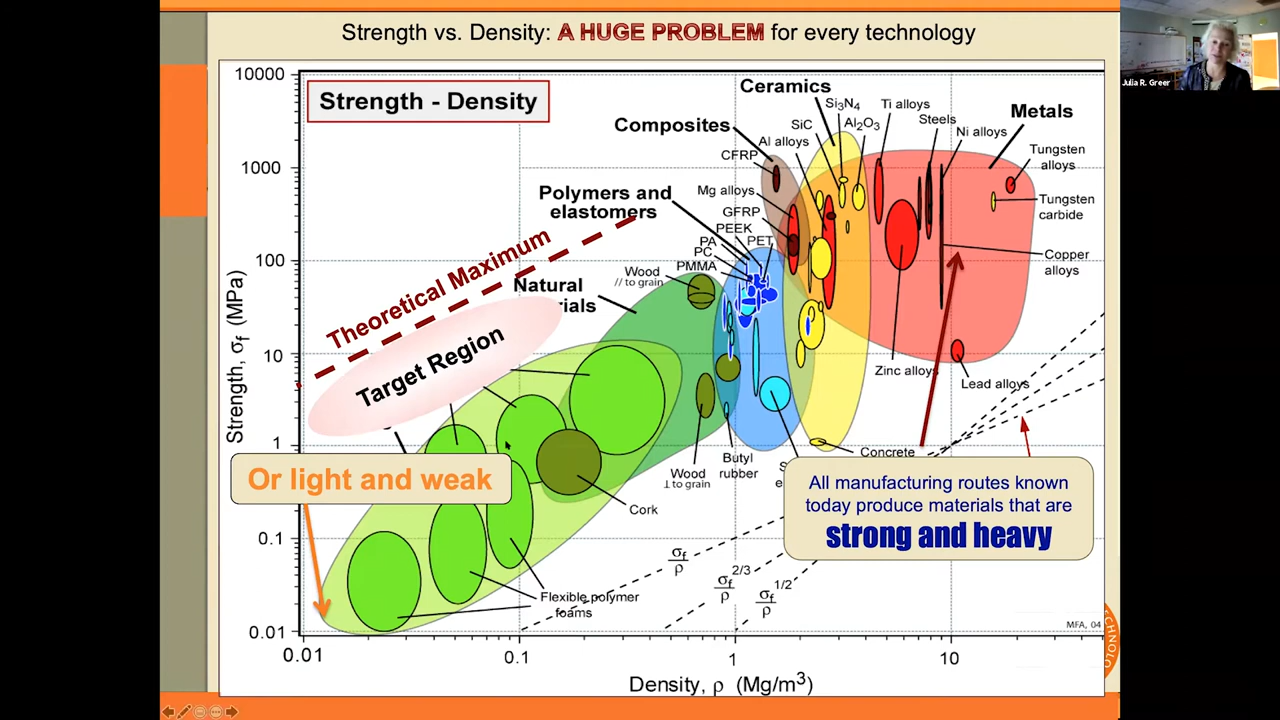 Strength vs. Density: A HUGE PROBLEM for every technology
Julia R. Greer
Strength - Density
Ceramics
Si3N4
Ti alloys
Composites
SiC
Al2O3
Steels
Metals
Al alloys
Ni alloys
CFRP
Tungsten
alloys
Polymers and
elastomers
Mg alloys
GFRP
PEEK
PA
PET
PC
PMMA
Tungsten
carbide
Copper
alloys
Theoretical Maximum
Wood
// to grain
Natural
rials
Target Region
Zinc alloys
Lead alloys
Concrete
Butyl
rubber
Wood
⊥ to grain
Cork
Or light and weak
All manufacturing routes known
today produce materials that are
strong and heavy
Flexible polymer
foams
σf
ρ
σf 2/3
ρ
σf 1/2
ρ
MFA, 04
10000
1000
100
10
1
0.1
0.01
Strength, σf (MPa)
0.01
0.1
1
10
Density, ρ (Mg/m3)